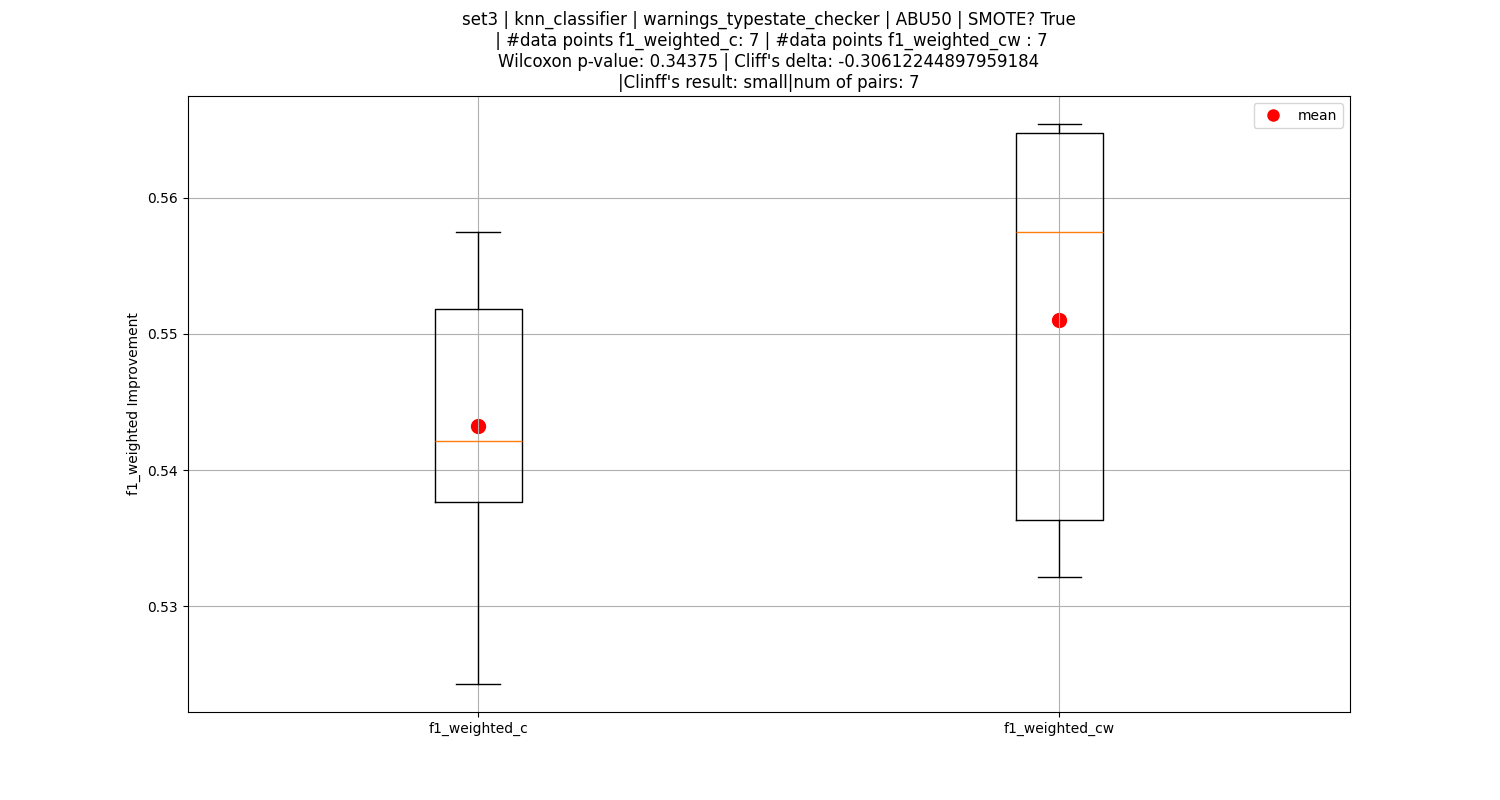 set3 | knn_classifier | warnings_typestate_checker | ABU50 | SMOTE? True
| #data points f1_weighted_c: 7 | #data points f1_weighted_cw : 7
Wilcoxon p-value: 0.34375 | Cliff's delta: -0.30612244897959184
|Clinff's result: small|num of pairs: 7
mean
f1_weighted Improvement
0.56
0.55
0.54
0.53
f1_weighted_c
f1_weighted_cw